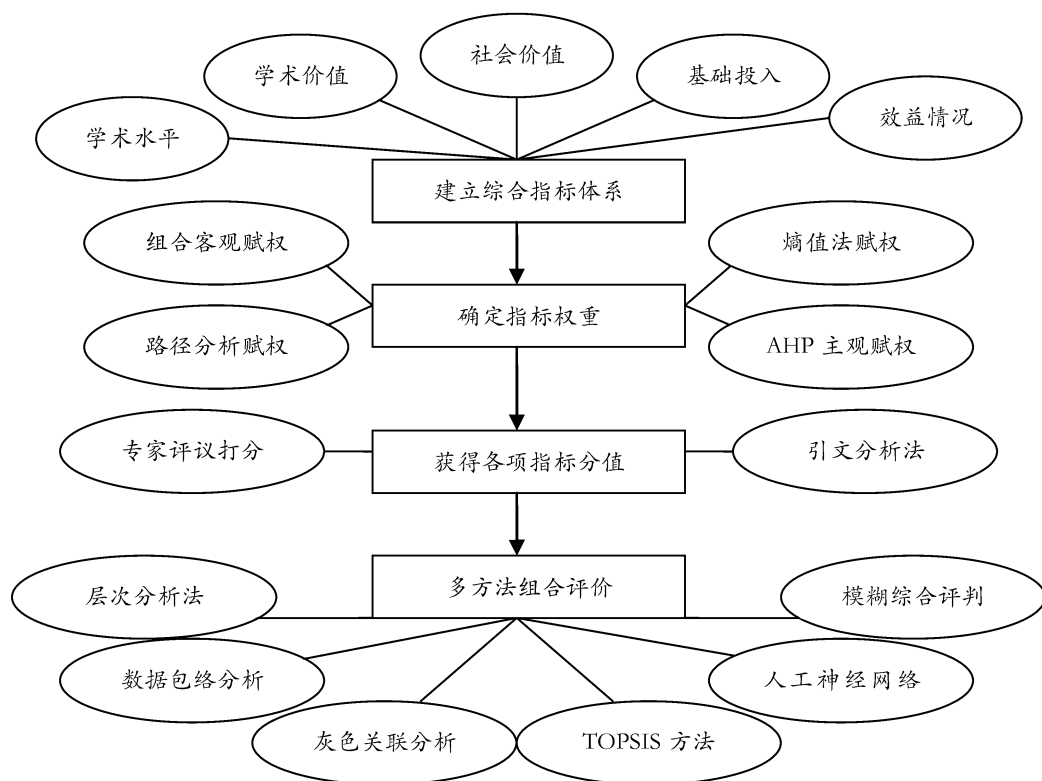 社会价值
学术价值
基础投入
效益情况
学术水平
建立综合指标体系
组合客观赋权
熵值法赋权
确定指标权重
路径分析赋权
AHP 主观赋权
专家评议打分
获得各项指标分值
引文分析法
层次分析法
多方法组合评价
模糊综合评判
数据包络分析
人工神经网络
灰色关联分析
TOPSIS 方法